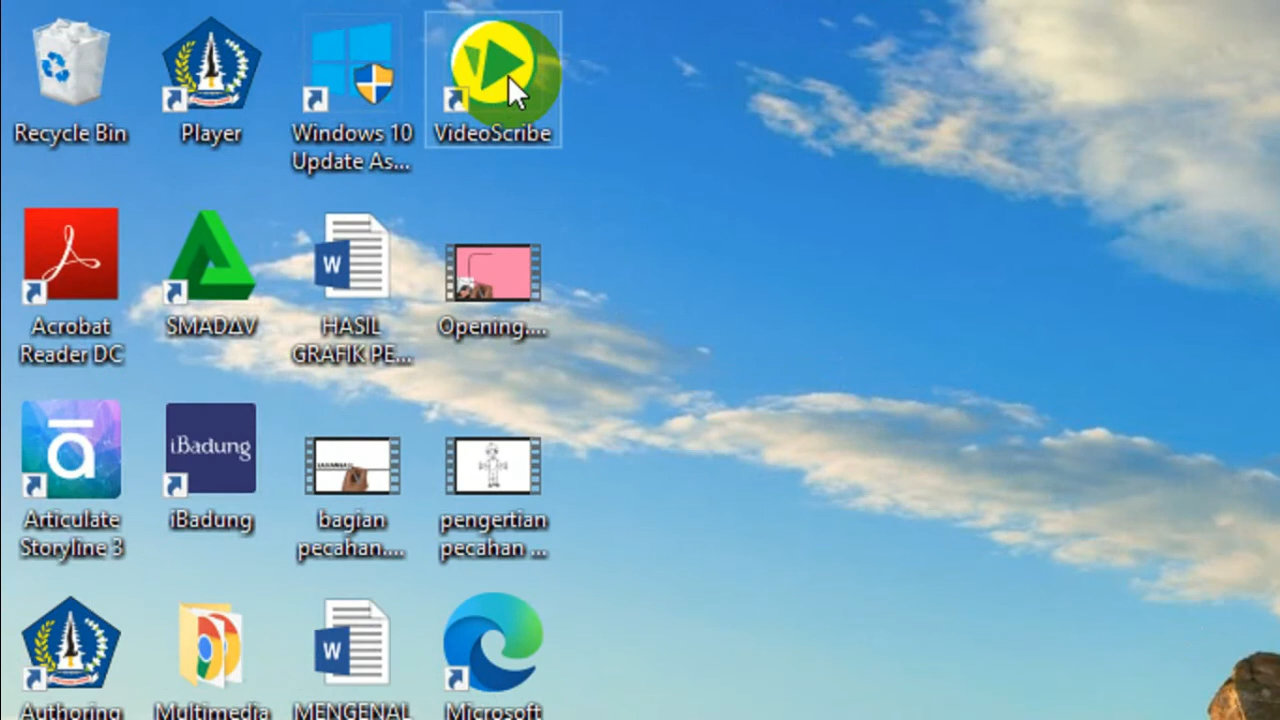 Recycle Bin
Player
Windows 10
Update As...
VideoScribe
Acrobat
Reader DC
SMADΔV
W
HASIL
GRAFIK PE...
Opening....
Articulate
Storyline 3
iBadung
iBadung
bagian
pecahan....
pengertian
pecahan ...
Authoring
Multimedia
W
MENGENAL
Microsoft